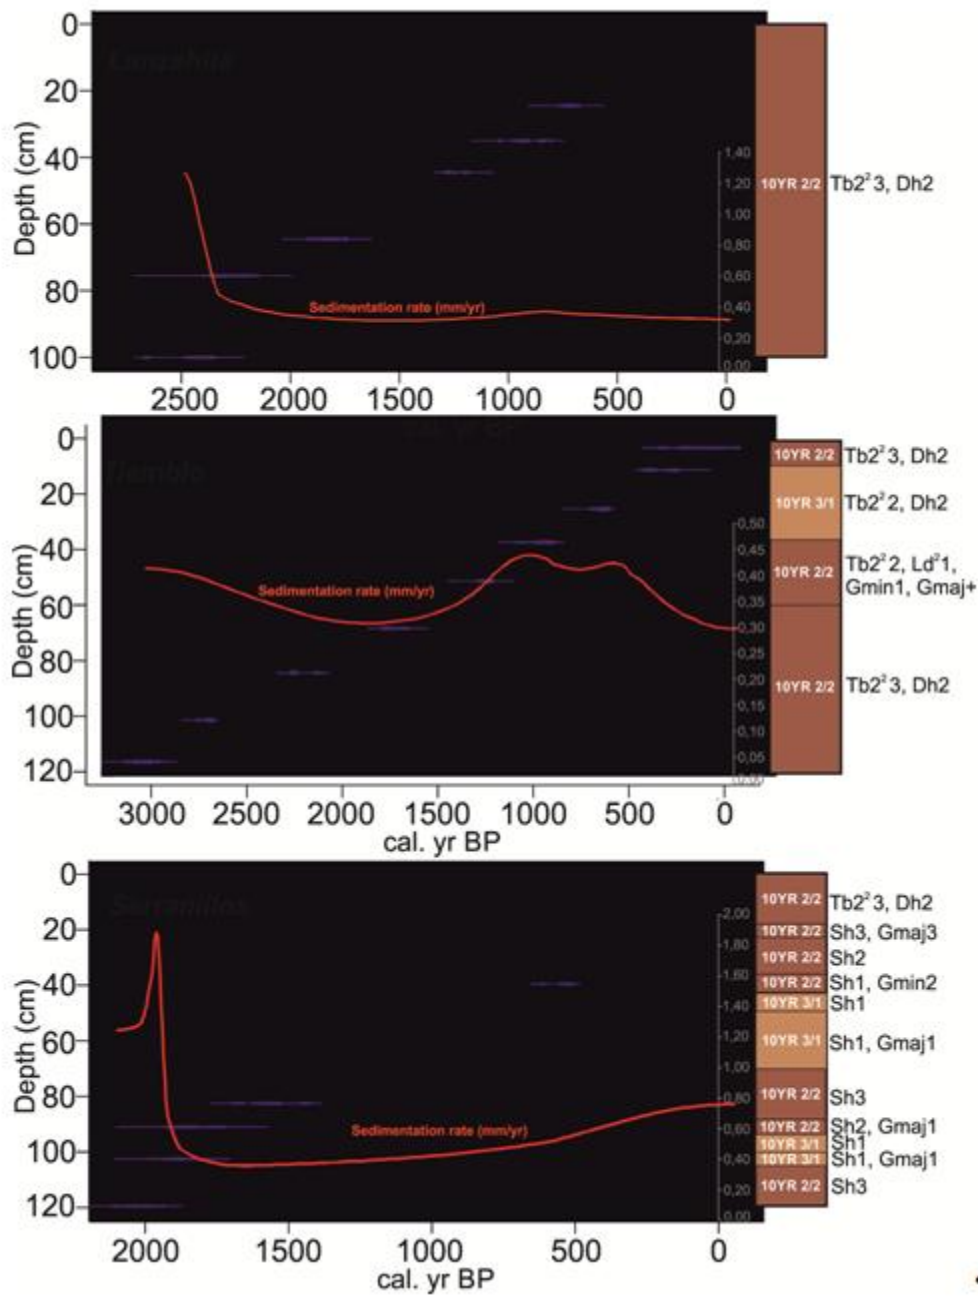 Lanzahita
Depth (cm)
0
20
40
60
80
100
Sedimentation rate (mm/yr)
1,40
1,20
1,00
0,80
0,60
0,40
0,20
0,00
10YR 2/2 Tb2²3, Dh2
2500 2000 1500 1000 500 0
cal. yr BP
Tiemblo
Depth (cm)
0
20
40
60
80
100
120
Sedimentation rate (mm/yr)
0,50
0,45
0,40
0,35
0,30
0,25
0,20
0,15
0,10
0,05
0,00
10YR 2/2 Tb2²3, Dh2
10YR 3/1 Tb2²2, Dh2
10YR 2/2 Tb2²2, Ld²1,
Gmin1, Gmaj+
10YR 2/2 Tb2²3, Dh2
3000 2500 2000 1500 1000 500 0
cal. yr BP
Serranillos
Depth (cm)
0
20
40
60
80
100
120
Sedimentation rate (mm/yr)
2,00
1,80
1,60
1,40
1,20
1,00
0,80
0,60
0,40
0,20
0,00
10YR 2/2 Tb2²3, Dh2
10YR 2/2 Sh3, Gmaj3
10YR 2/2 Sh2
10YR 2/2 Sh1, Gmin2
10YR 3/1 Sh1
10YR 3/1 Sh1, Gmaj1
10YR 2/2 Sh3
10YR 2/2 Sh2, Gmaj1
10YR 3/1 Sh1
10YR 3/1 Sh1, Gmaj1
10YR 2/2 Sh3
2000 1500 1000 500 0
cal. yr BP